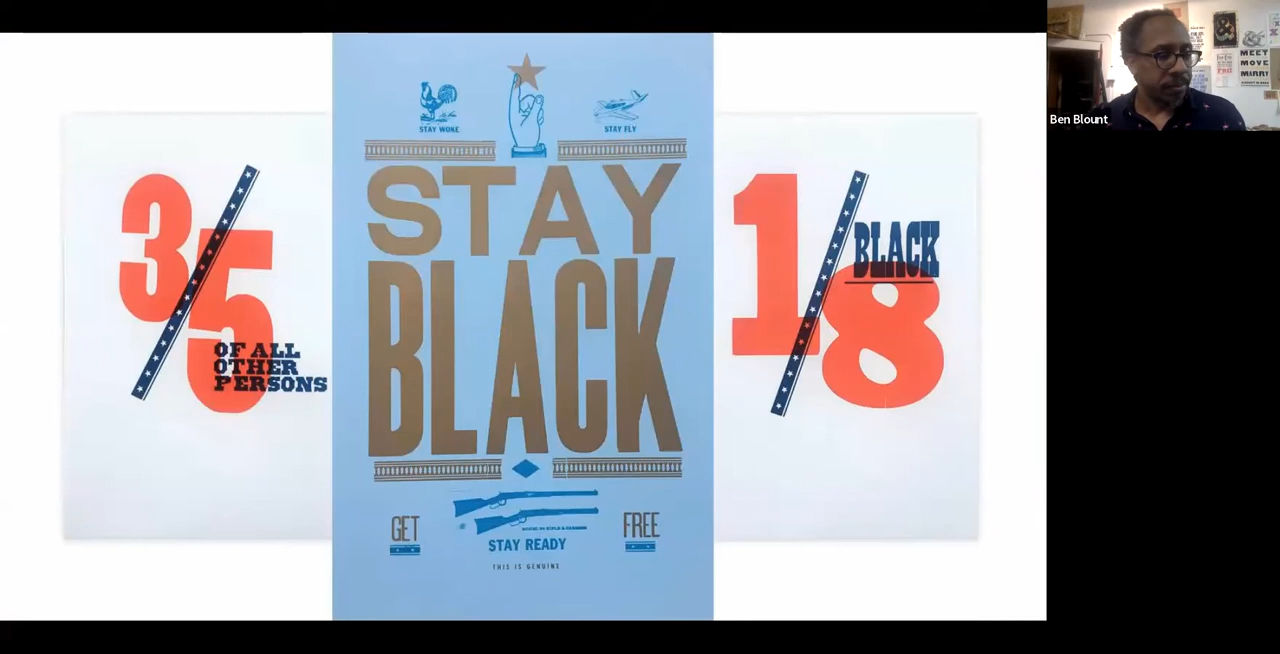 3/5
OF ALL
OTHER
PERSONS
STAY WOKE
STAY FLY
STAY
BLACK
GET
FREE
STAY READY
THIS IS GENUINE
1/8
BLACK
Ben Blount
MEET
MOVE
MARRY